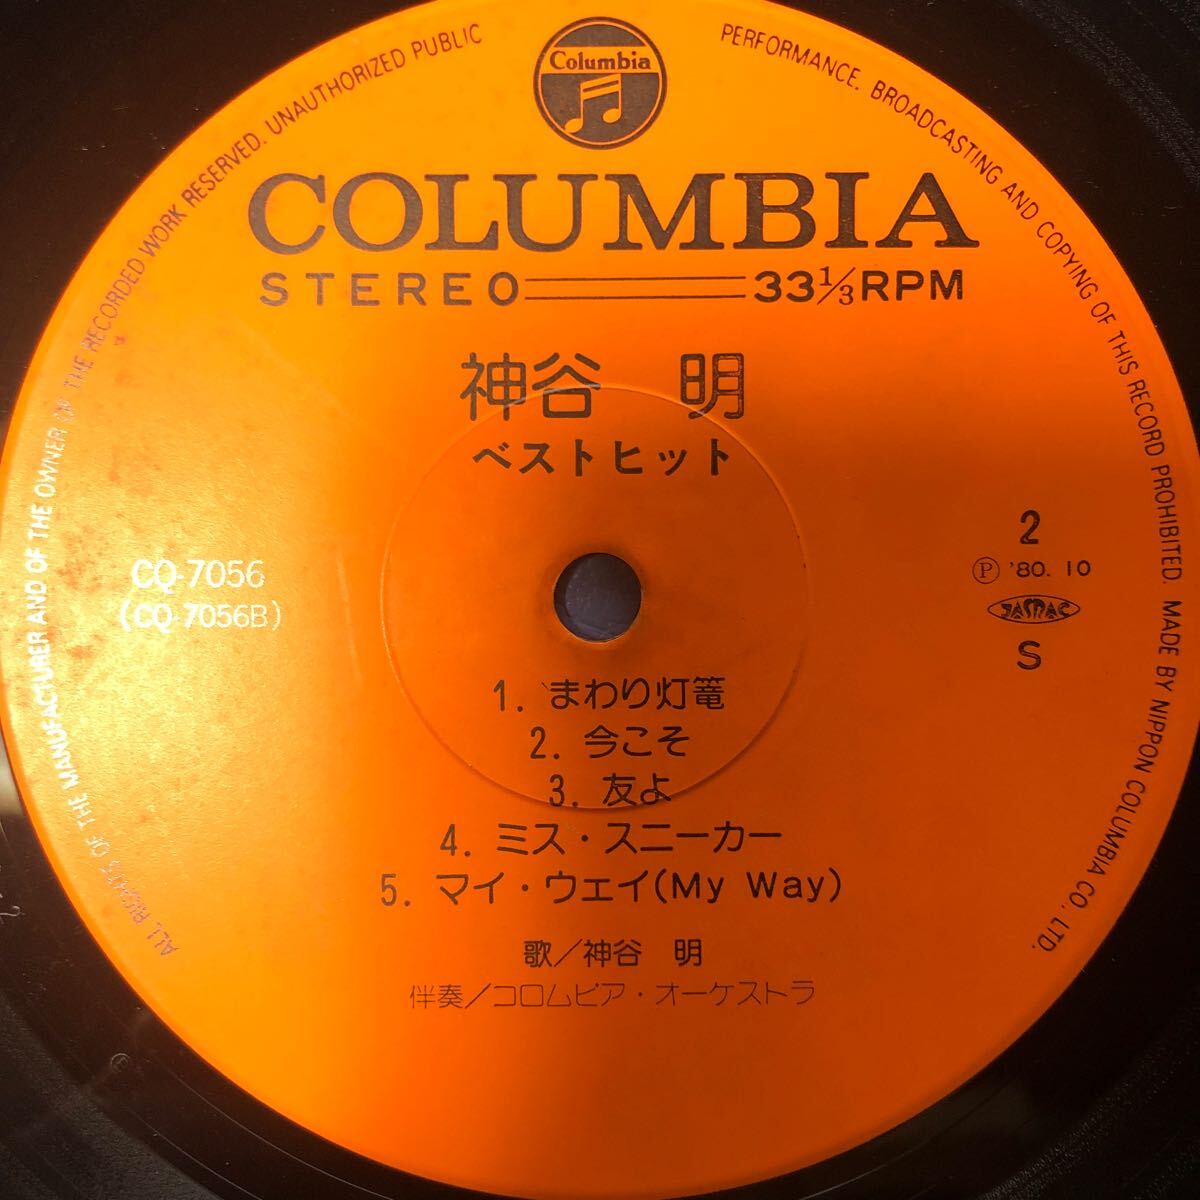 Columbia
COLUMBIA
STEREO 33⅓RPM
神谷 明
ベストヒット
CQ-7056
(CQ-7056B)
2
Ⓟ '80. 10
JASRAC
S
1. まわり灯篭
2. 今こそ
3. 友よ
4. ミス・スニーカー
5. マイ・ウェイ(My Way)
歌/神谷 明
伴奏/コロムビア・オーケストラ
ALL RIGHTS OF THE MANUFACTURER AND OF THE OWNER OF THE RECORDED WORK RESERVED. UNAUTHORIZED PUBLIC PERFORMANCE. BROADCASTING AND COPYING OF THIS RECORD PROHIBITED. MADE BY NIPPON COLUMBIA CO., LTD.